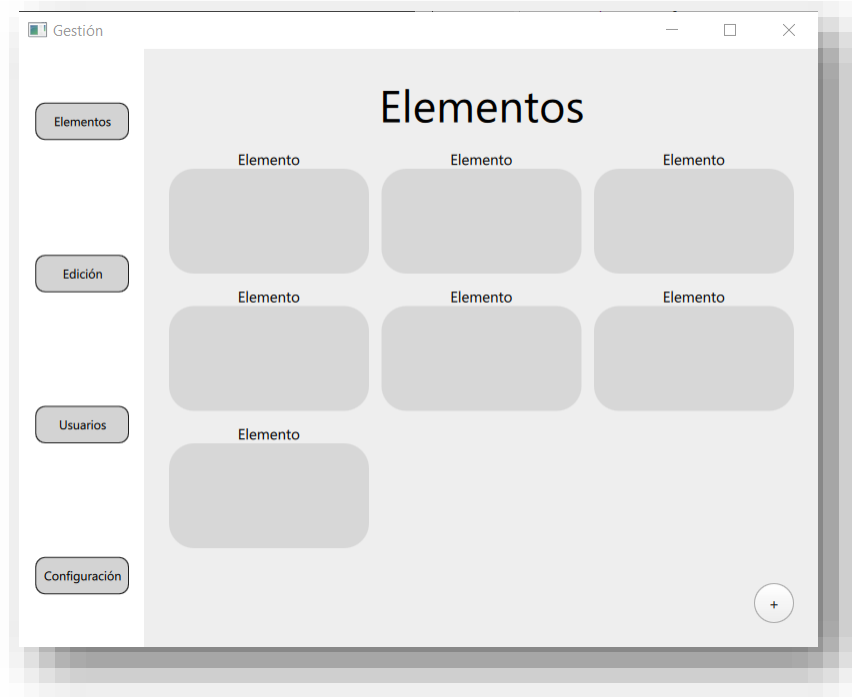 Gestión
Elementos
Edición
Usuarios
Configuración
Elementos
Elemento Elemento Elemento
Elemento Elemento Elemento
Elemento
+